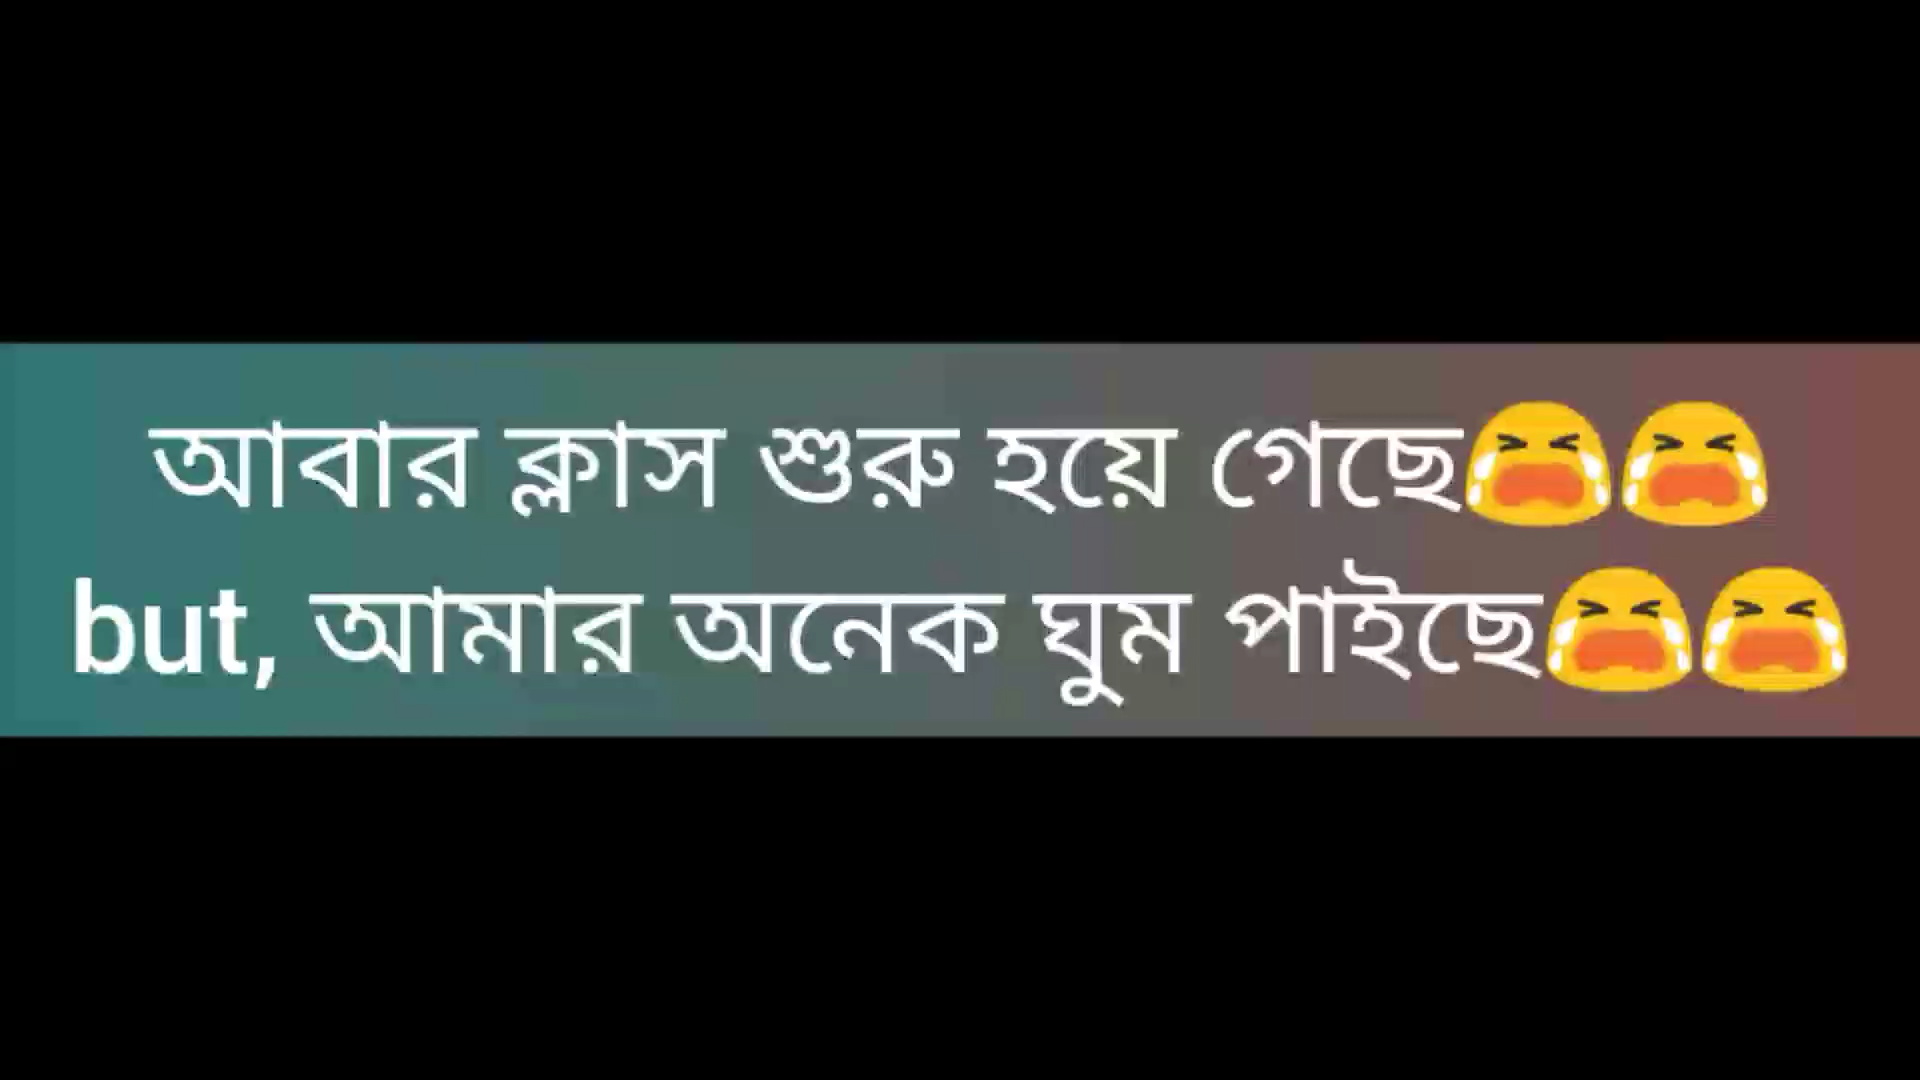 আবার ক্লাস শুরু হয়ে গেছে😭😭
but, আমার অনেক ঘুম পাইছে😭😭